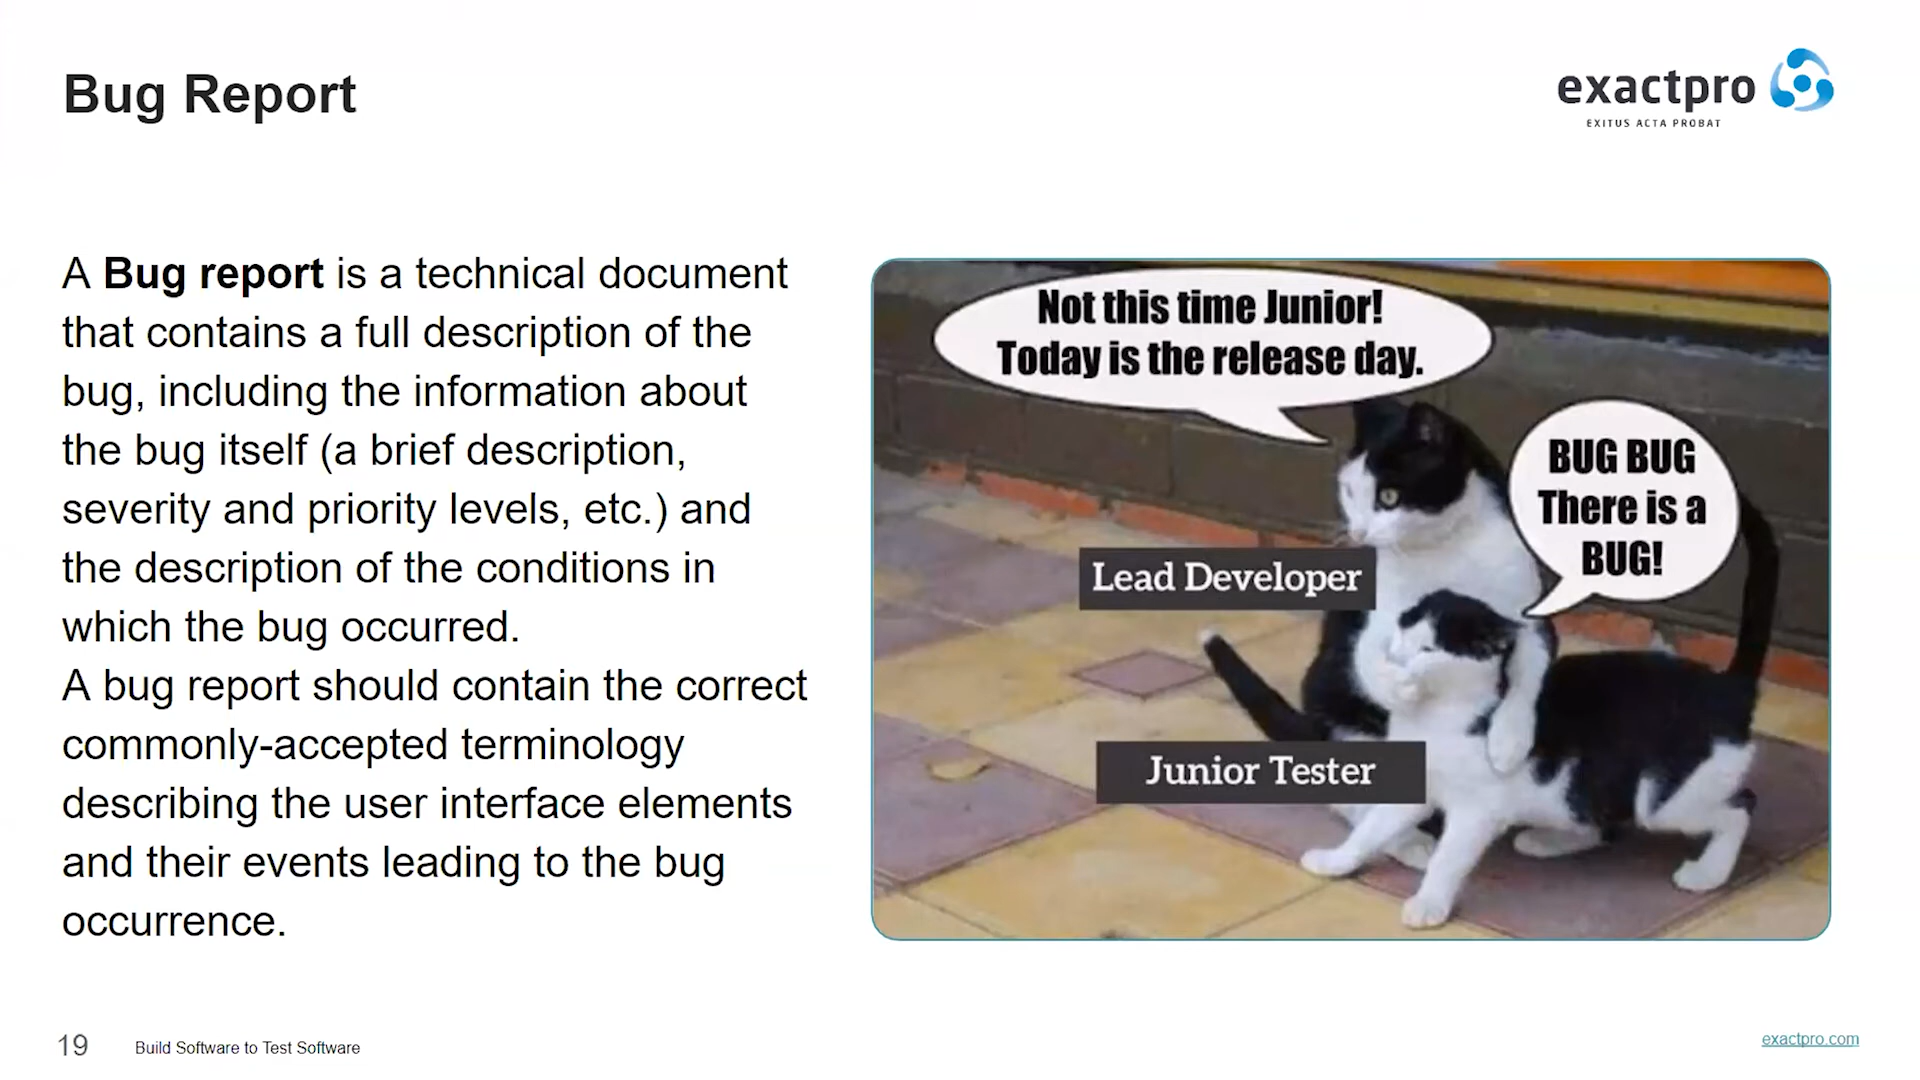 Bug Report
exactpro
EXITUS ACTA PROBAT
A Bug report is a technical document
that contains a full description of the
bug, including the information about
the bug itself (a brief description,
severity and priority levels, etc.) and
the description of the conditions in
which the bug occurred.
A bug report should contain the correct
commonly-accepted terminology
describing the user interface elements
and their events leading to the bug
occurrence.
Not this time Junior!
Today is the release day.
BUG BUG
There is a
BUG!
Lead Developer
Junior Tester
19
Build Software to Test Software
exactpro.com